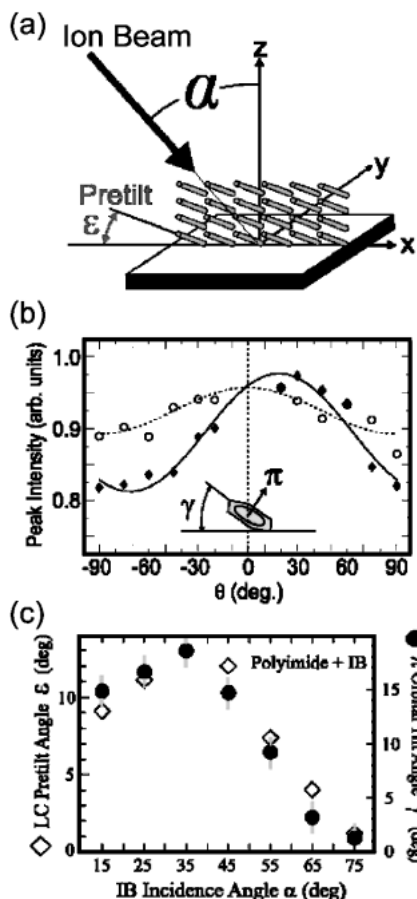 (a)
Ion Beam
α
z
y
Pretilt
ε
x
(b)
Peak Intensity (arb. units)
1.0
0.9
0.8
γ
π
-90 -60 -30 0 30 60 90
θ (deg.)
(c)
LC Pretilt Angle ε (deg)
Polyimide + IB
10
5
0
15
10
5
0
15 25 35 45 55 65 75
IB Incidence Angle α (deg)
(deg)